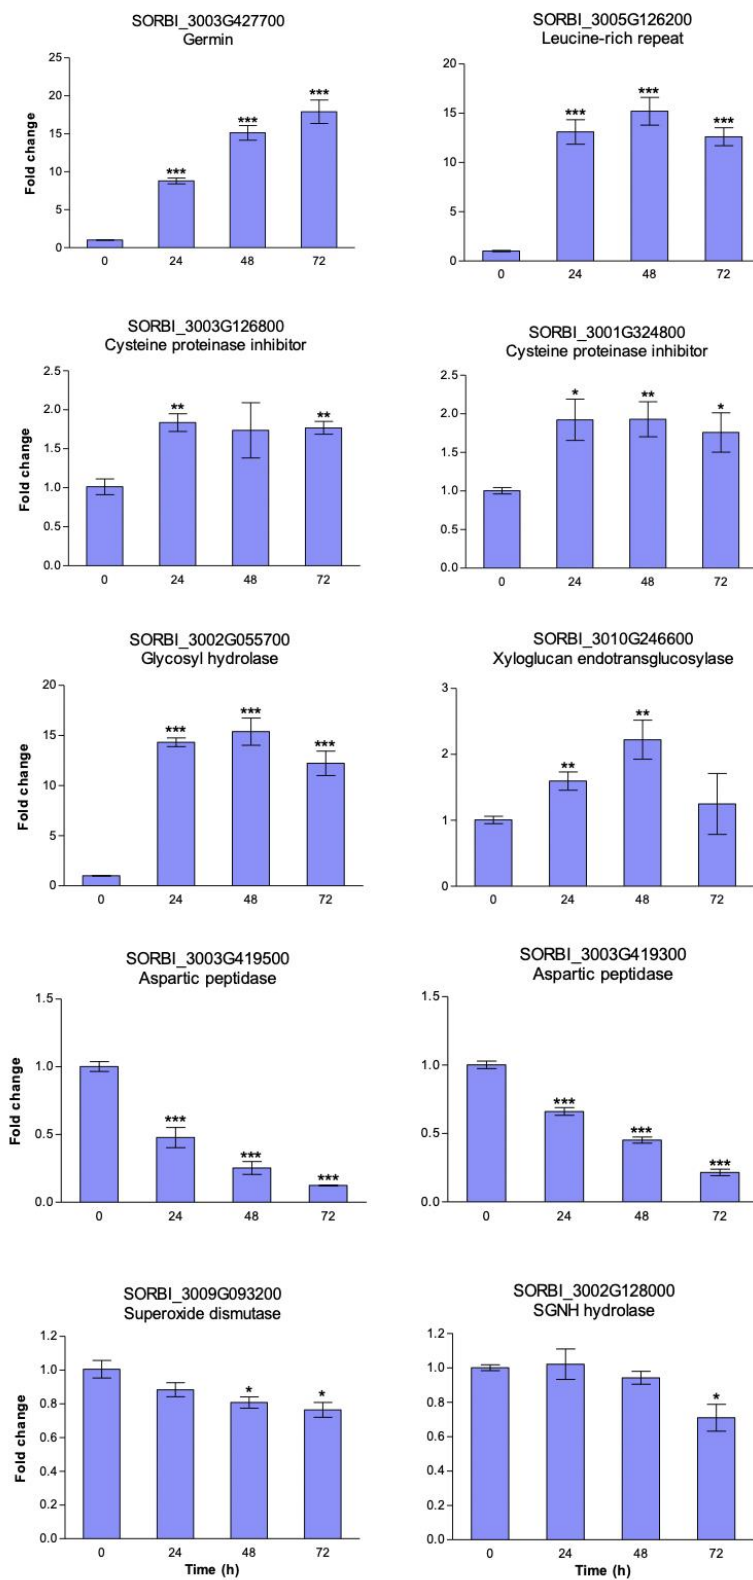 SORBI_3003G427700
Germin
Fold change
25
20
15
10
5
0
***
***
***
0 24 48 72
SORBI_3005G126200
Leucine-rich repeat
20
15
10
5
0
***
***
***
0 24 48 72
SORBI_3003G126800
Cysteine proteinase inhibitor
Fold change
2.5
2.0
1.5
1.0
0.5
0.0
**
**
0 24 48 72
SORBI_3001G324800
Cysteine proteinase inhibitor
2.5
2.0
1.5
1.0
0.5
0.0
*
**
*
0 24 48 72
SORBI_3002G055700
Glycosyl hydrolase
Fold change
20
15
10
5
0
***
***
***
0 24 48 72
SORBI_3010G246600
Xyloglucan endotransglucosylase
3
2
1
0
**
**
0 24 48 72
SORBI_3003G419500
Aspartic peptidase
Fold change
1.5
1.0
0.5
0.0
***
***
***
0 24 48 72
SORBI_3003G419300
Aspartic peptidase
1.5
1.0
0.5
0.0
***
***
***
0 24 48 72
SORBI_3009G093200
Superoxide dismutase
Fold change
1.2
1.0
0.8
0.6
0.4
0.2
0.0
*
*
0 24 48 72
Time (h)
SORBI_3002G128000
SGNH hydrolase
1.2
1.0
0.8
0.6
0.4
0.2
0.0
*
0 24 48 72
Time (h)